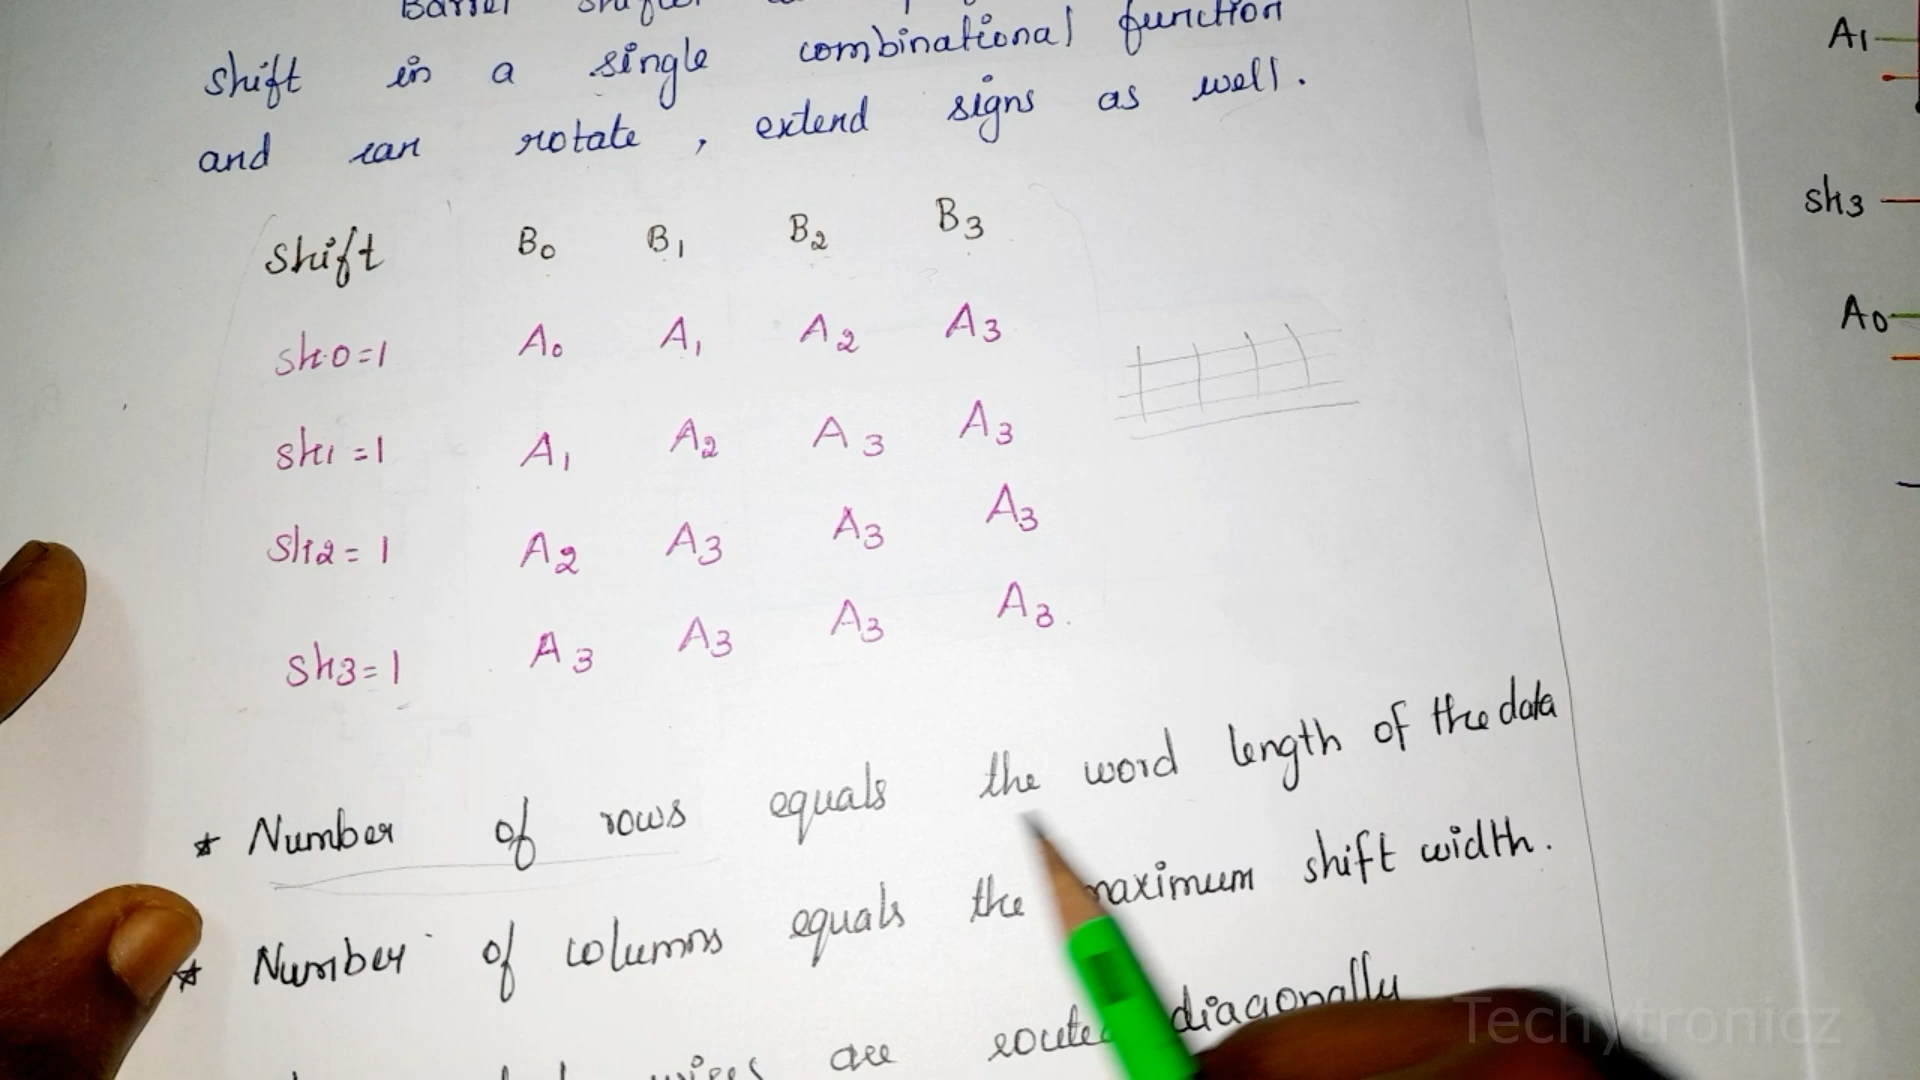 Barrel
shift in a single combinational function
and can rotate, extend signs as well.
Shift B0 B1 B2 B3
sh0=1 A0 A1 A2 A3
sh1=1 A1 A2 A3 A3
sh2=1 A2 A3 A3 A3
sh3=1 A3 A3 A3 A3.
* Number of rows equals the word length of the data
* Number of columns equals the maximum shift width.
are diagonally
A1
sh3
A0
Techytronicz